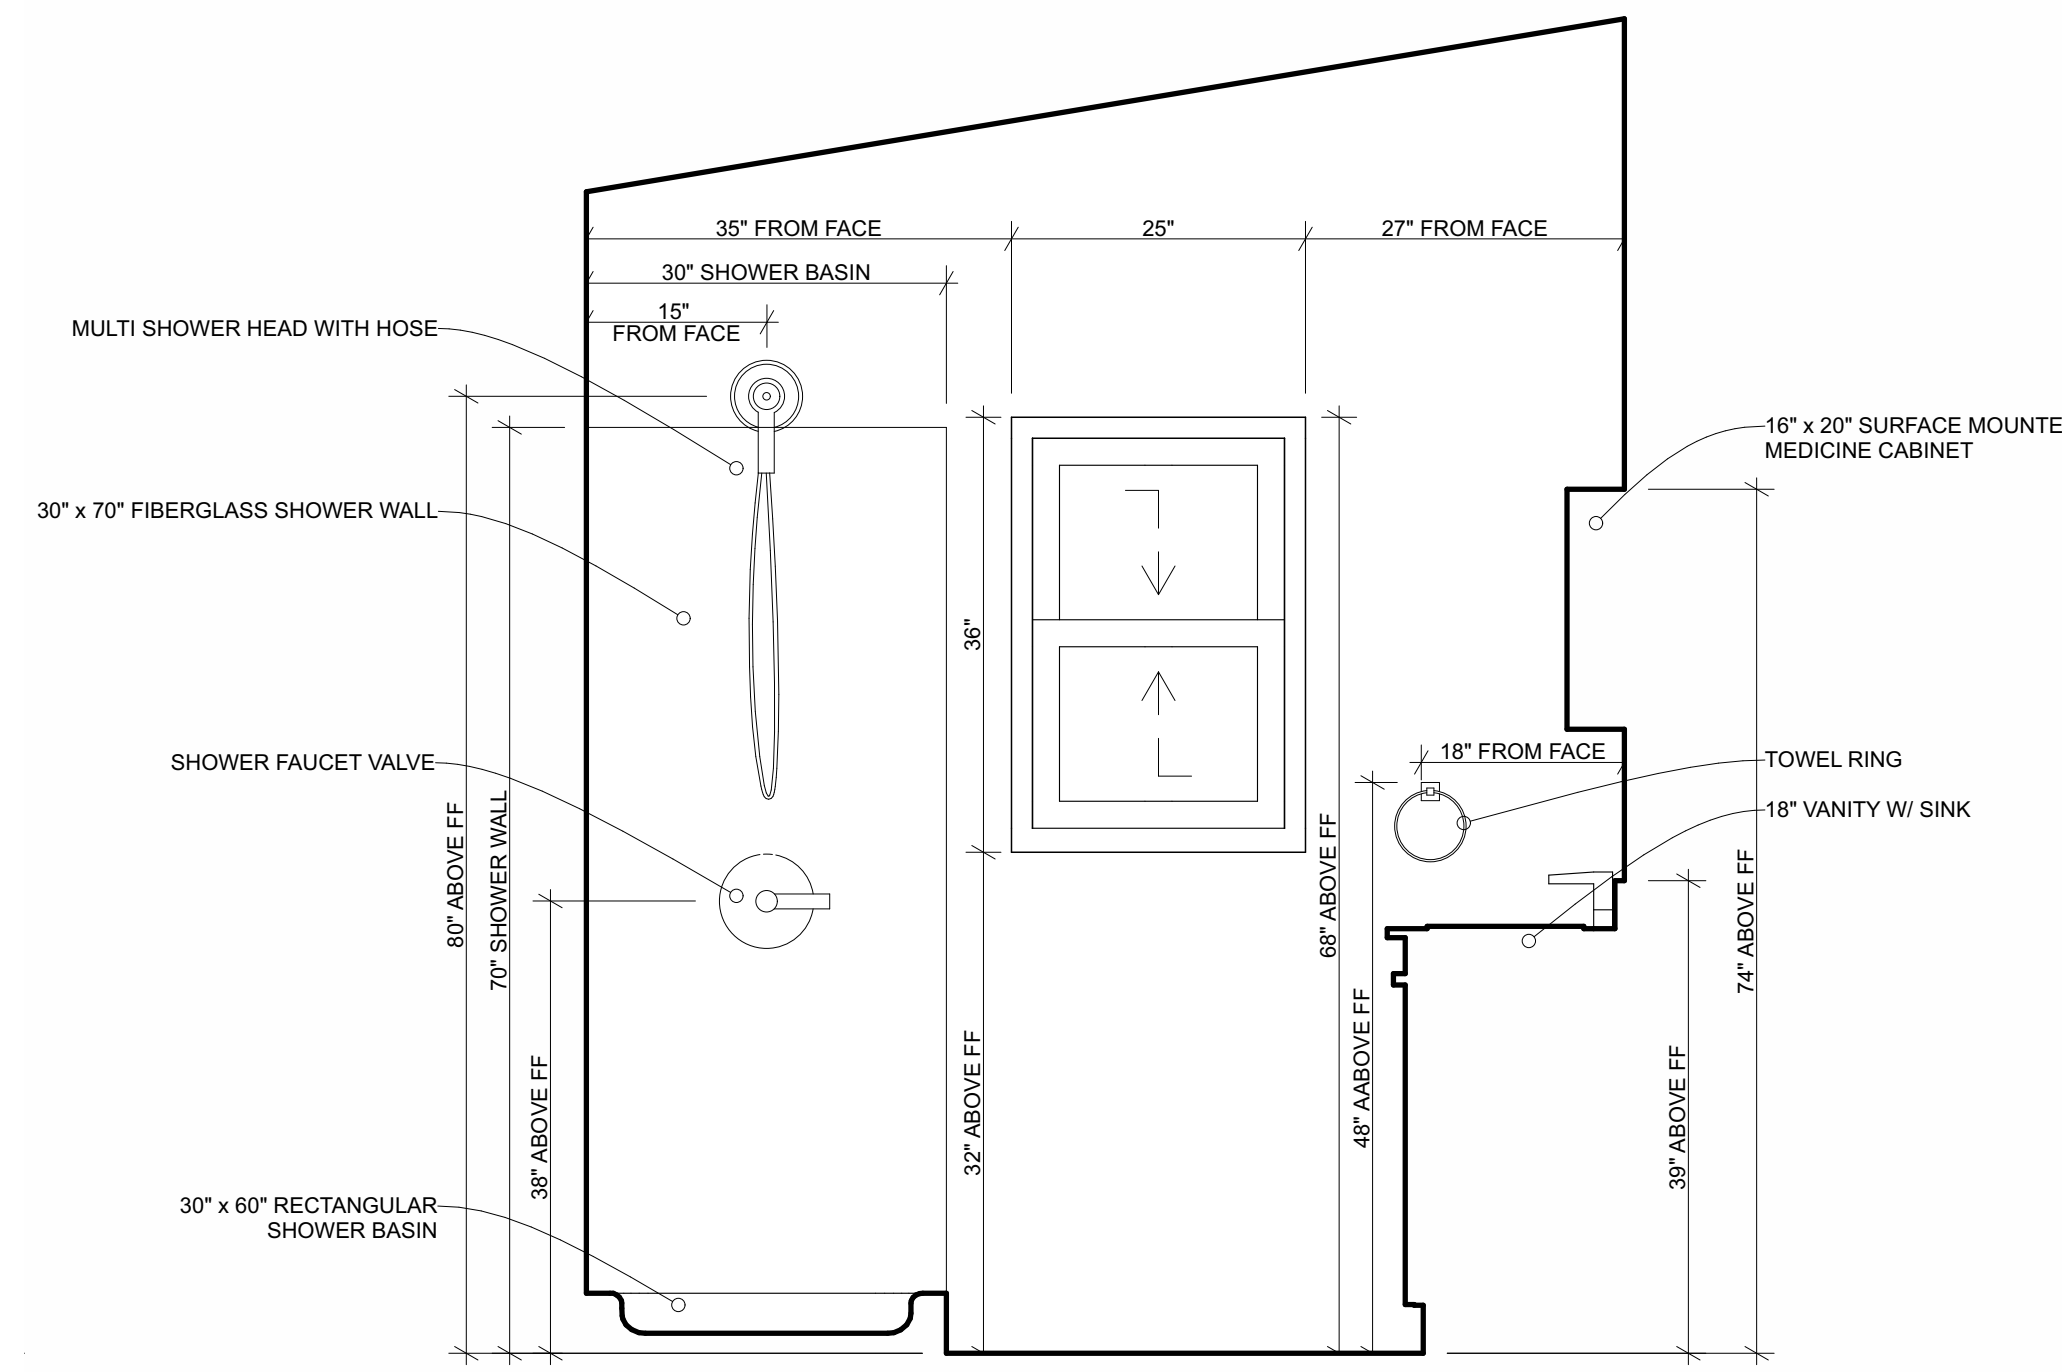 35" FROM FACE
25"
27" FROM FACE
30" SHOWER BASIN
15"
FROM FACE
MULTI SHOWER HEAD WITH HOSE
16" x 20" SURFACE MOUNTE
MEDICINE CABINET
30" x 70" FIBERGLASS SHOWER WALL
36"
18" FROM FACE
SHOWER FAUCET VALVE
TOWEL RING
18" VANITY W/ SINK
80" ABOVE FF
70" SHOWER WALL
38" ABOVE FF
32" ABOVE FF
68" ABOVE FF
48" AABOVE FF
39" ABOVE FF
74" ABOVE FF
30" x 60" RECTANGULAR
SHOWER BASIN